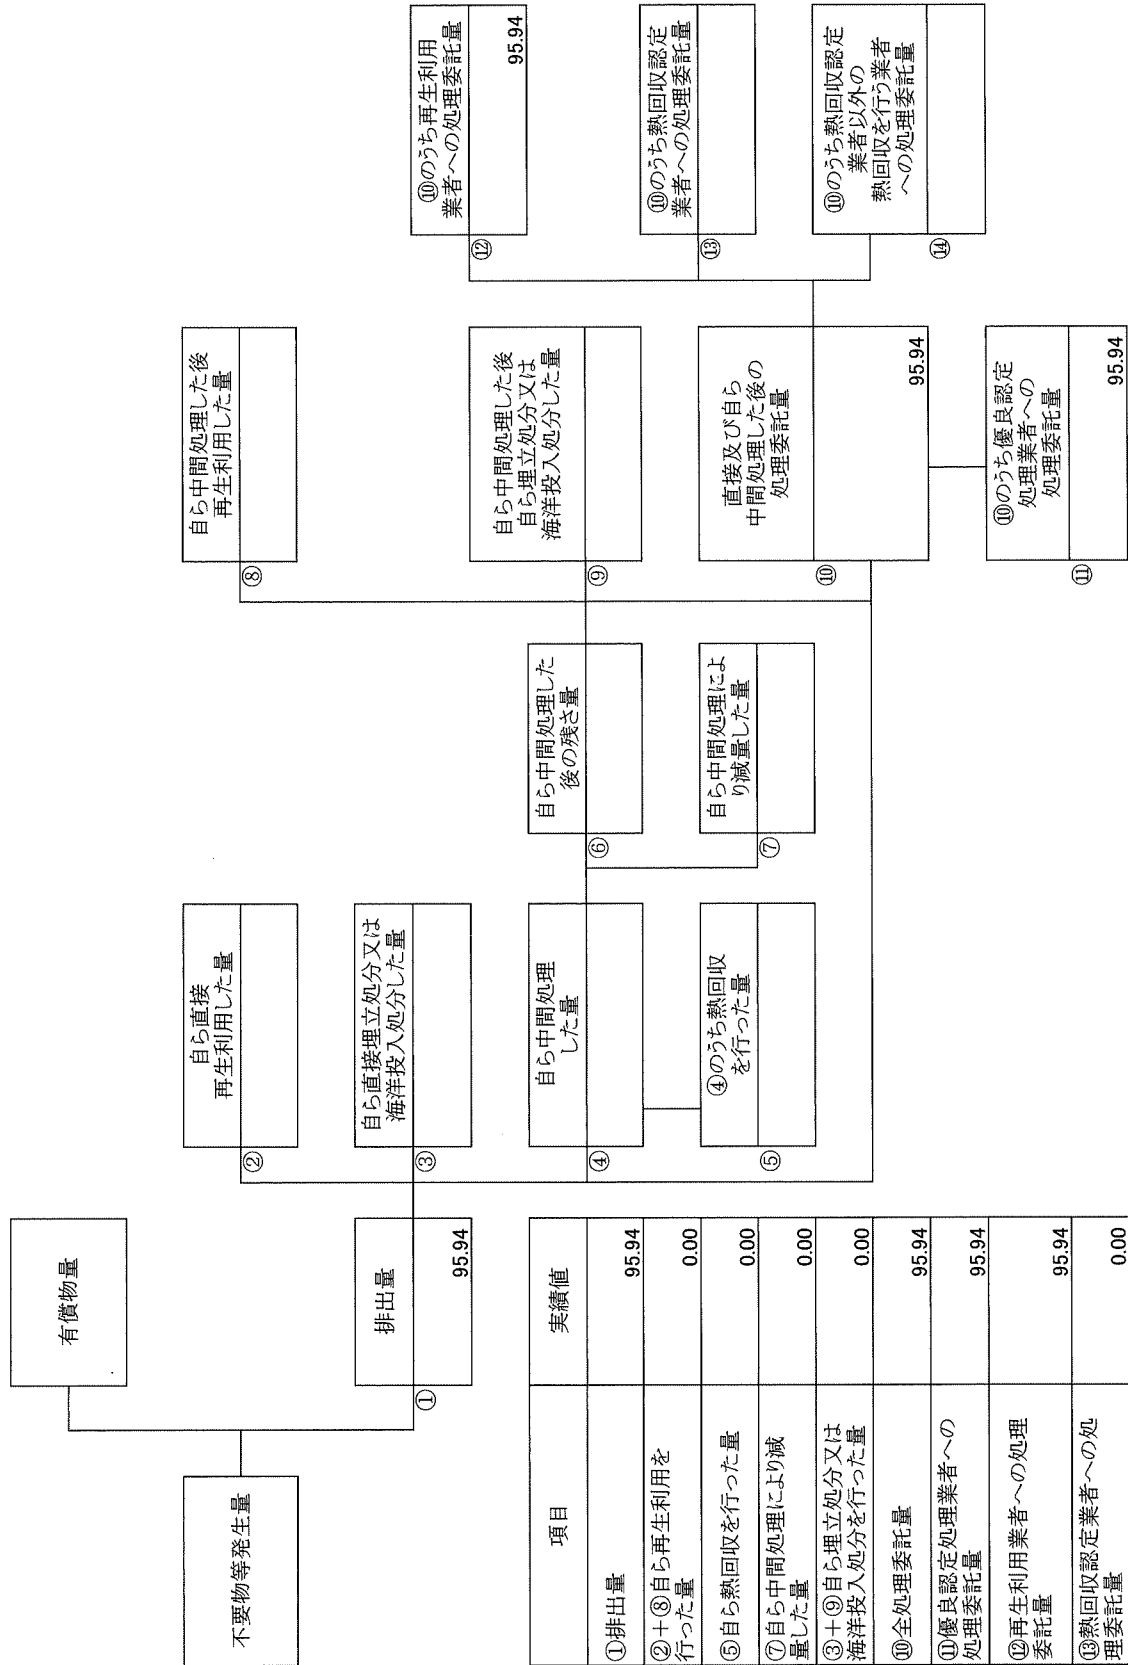 不要物等発生量
有償物量
排出量
①
95.94
自ら直接
再生利用した量
②
自ら直接埋立処分又は
海洋投入処分した量
③
自ら中間処理
した量
④
④のうち熱回収
を行った量
⑤
自ら中間処理した
後の残さ量
⑥
自ら中間処理によ
り減量した量
⑦
自ら中間処理した後
再生利用した量
⑧
自ら中間処理した後
自ら埋立処分又は
海洋投入処分した量
⑨
直接及び自ら
中間処理した後の
処理委託量
⑩
95.94
⑩のうち優良認定
処理業者への
処理委託量
⑪
95.94
⑩のうち再生利用
業者への処理委託量
⑫
95.94
⑩のうち熱回収認定
業者への処理委託量
⑬
⑩のうち熱回収認定
業者以外の
熱回収を行う業者
への処理委託量
⑭
項目 実績値
①排出量 95.94
②+⑧自ら再生利用を
行った量 0.00
⑤自ら熱回収を行った量 0.00
⑦自ら中間処理により減
量した量 0.00
③+⑨自ら埋立処分又は
海洋投入処分を行った量 0.00
⑩全処理委託量 95.94
⑪優良認定処理業者への
処理委託量 95.94
⑫再生利用業者への処理
委託量 95.94
⑬熱回収認定業者への処
理委託量 0.00